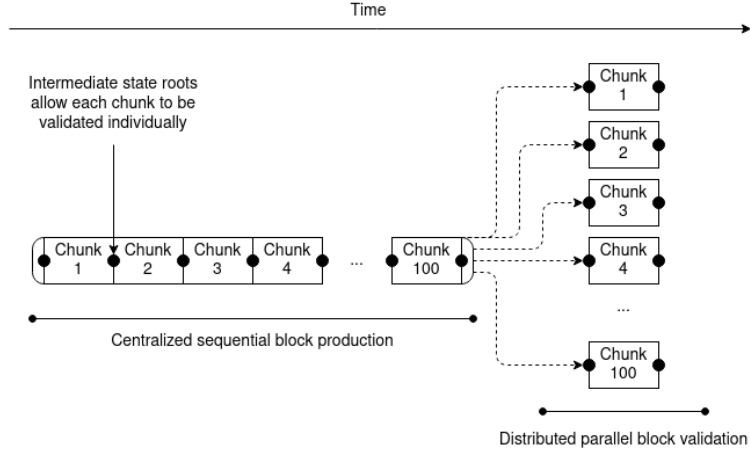 Time
Intermediate state roots
allow each chunk to be
validated individually
Chunk
1
Chunk
2
Chunk
3
Chunk
4
...
Chunk
100
Centralized sequential block production
Chunk
1
Chunk
2
Chunk
3
Chunk
4
...
Chunk
100
Distributed parallel block validation